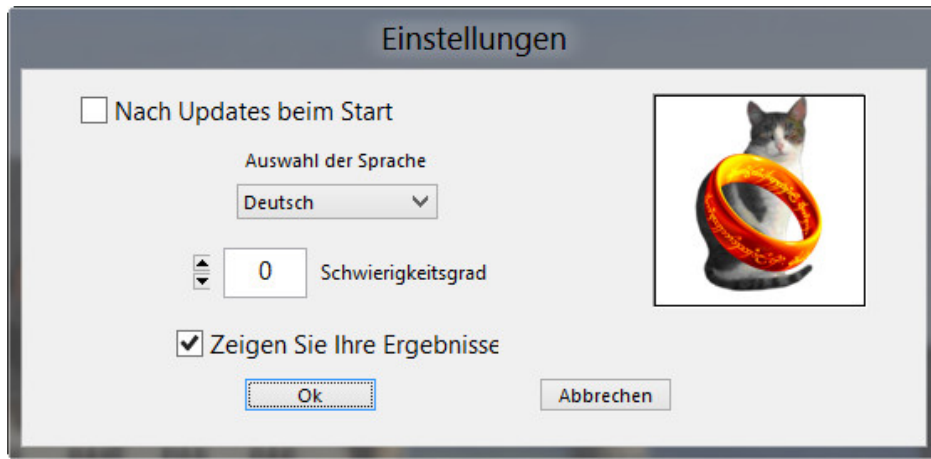 Einstellungen
Nach Updates beim Start
Auswahl der Sprache
Deutsch
0
Schwierigkeitsgrad
Zeigen Sie Ihre Ergebnisse
Ok
Abbrechen